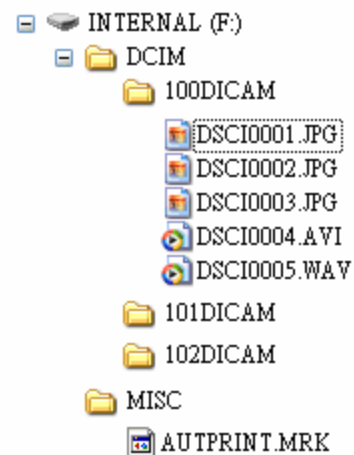 INTERNAL (F:)
DCIM
100DICAM
DSCI0001.JPG
DSCI0002.JPG
DSCI0003.JPG
DSCI0004.AVI
DSCI0005.WAV
101DICAM
102DICAM
MISC
AUTPRINT.MRK